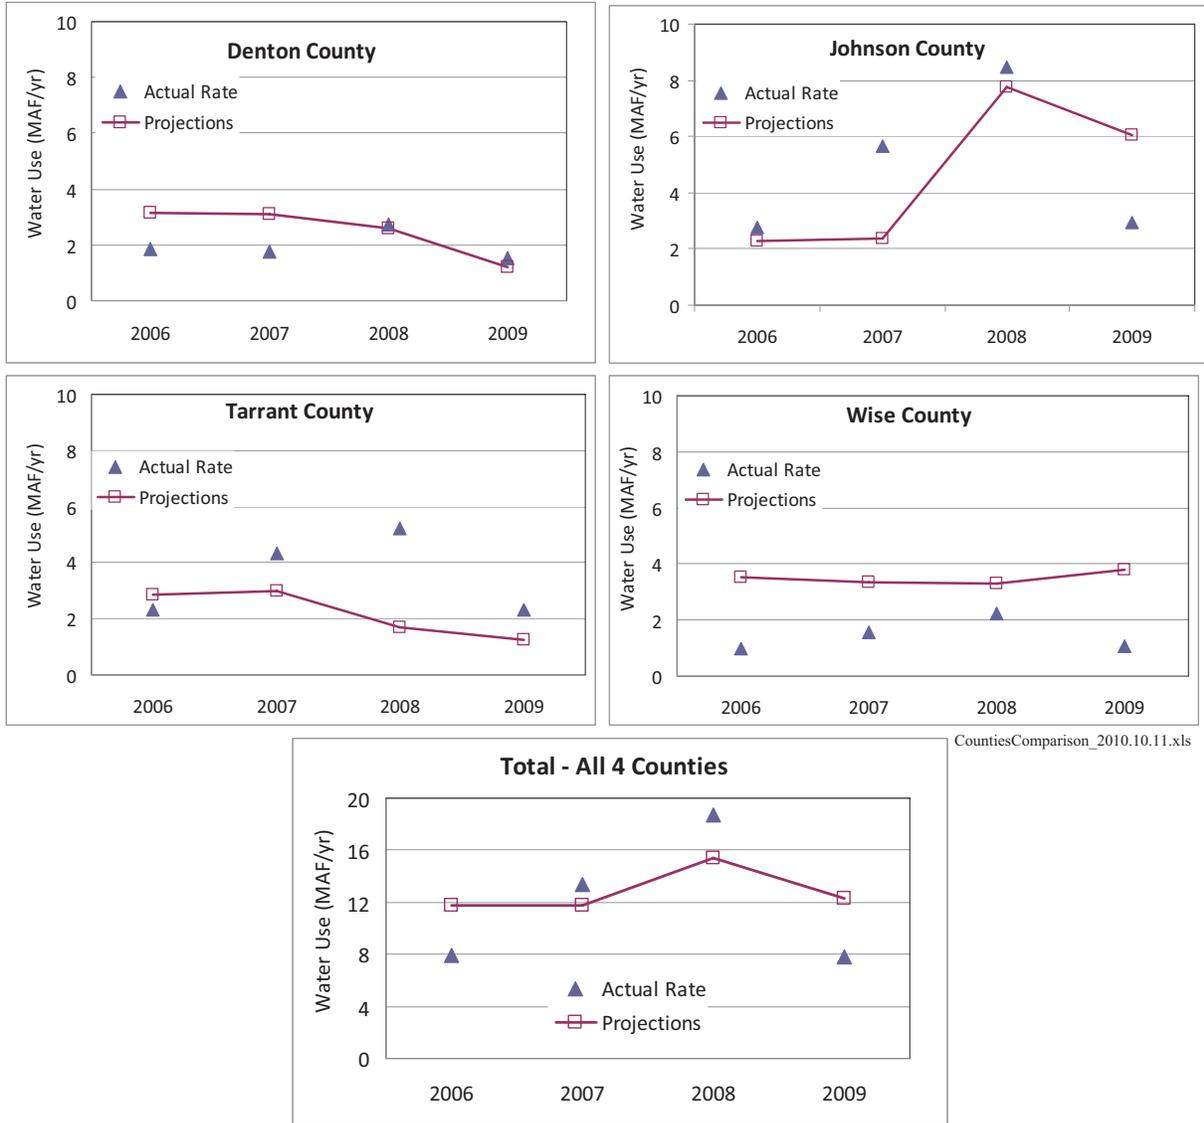 Denton County
Water Use (MAF/yr)
10
8
6
4
2
0
Actual Rate
Projections
2006 2007 2008 2009
Johnson County
Water Use (MAF/yr)
10
8
6
4
2
0
Actual Rate
Projections
2006 2007 2008 2009
Tarrant County
Water Use (MAF/yr)
10
8
6
4
2
0
Actual Rate
Projections
2006 2007 2008 2009
Wise County
Water Use (MAF/yr)
10
8
6
4
2
0
Actual Rate
Projections
2006 2007 2008 2009
CountiesComparison_2010.10.11.xls
Total - All 4 Counties
Water Use (MAF/yr)
20
16
12
8
4
0
Actual Rate
Projections
2006 2007 2008 2009